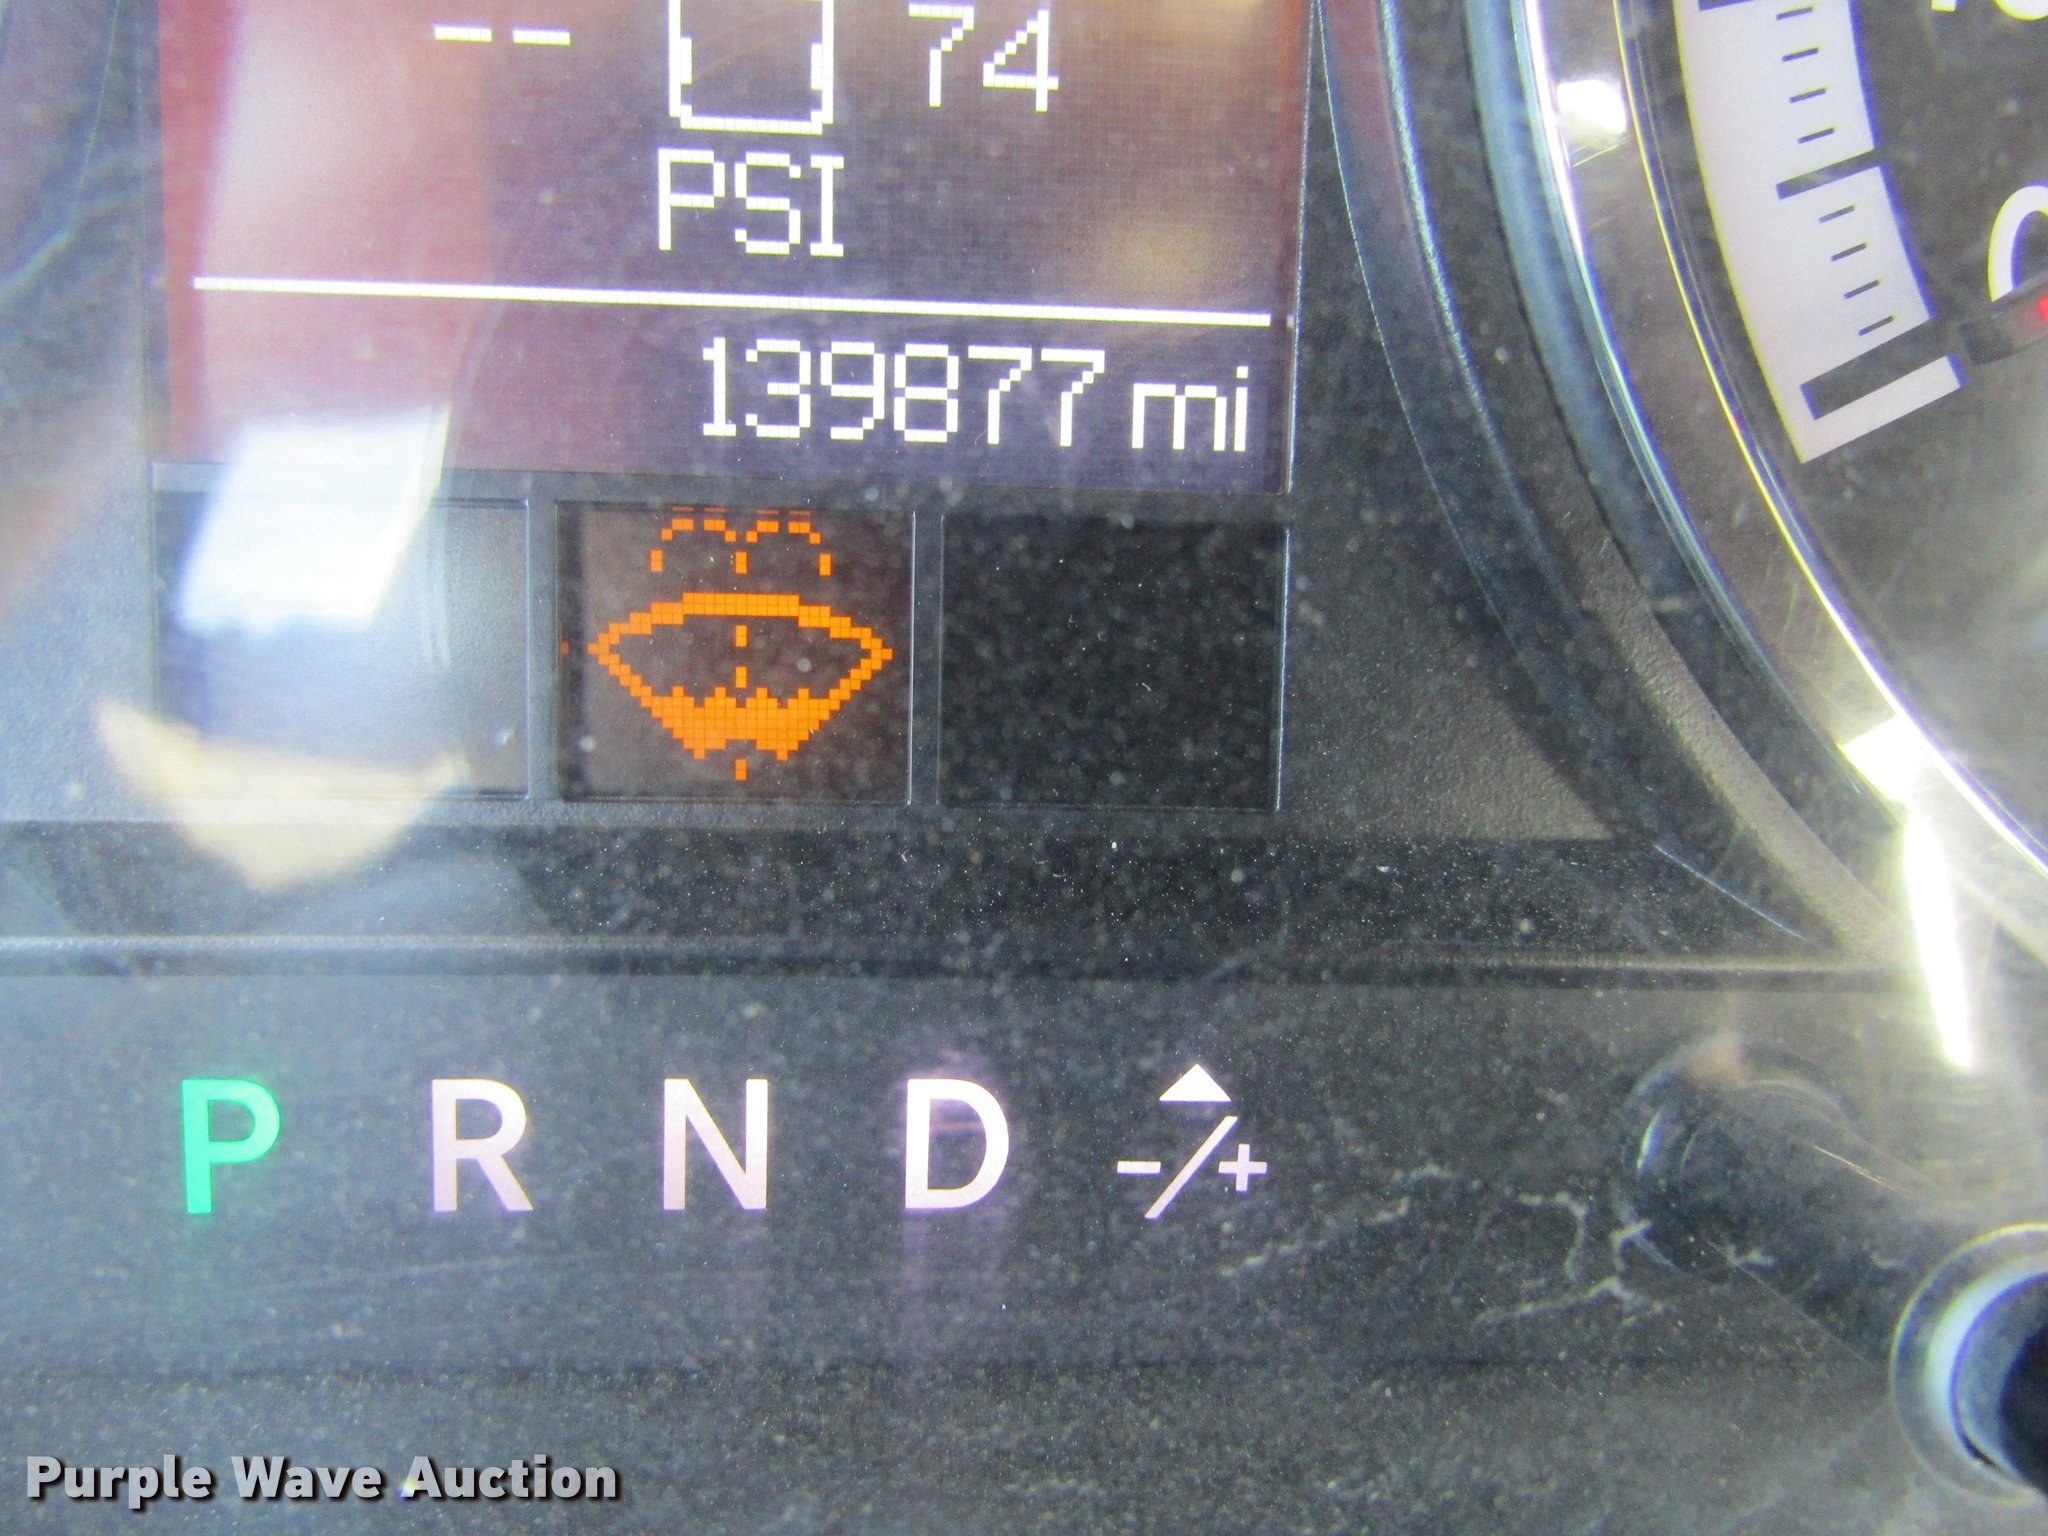 -- 74
PSI
139877 mi
P R N D -/+
Purple Wave Auction